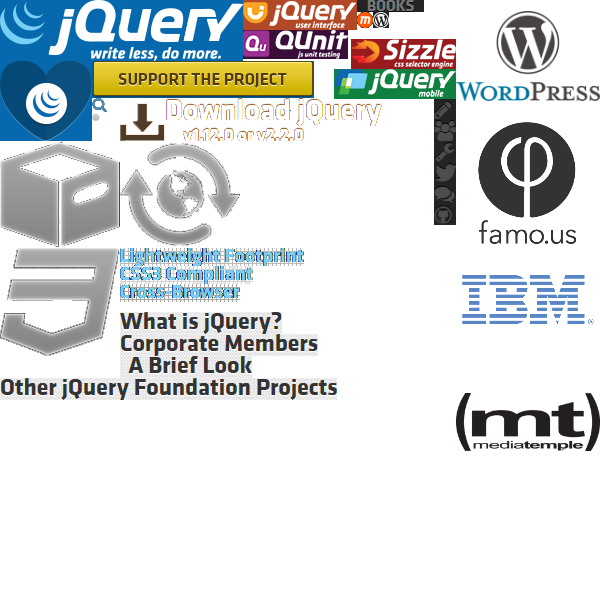 jQuery
write less, do more.
jQuery
user interface
BOOKS
QUnit
js unit testing
Sizzle
css selector engine
SUPPORT THE PROJECT
jQuery
mobile
WORDPRESS
Download jQuery
v1.12.0 or v2.2.0
famo.us
Lightweight Footprint
CSS3 Compliant
Cross-Browser
IBM®
What is jQuery?
Corporate Members
A Brief Look
Other jQuery Foundation Projects
(mt)
mediatemple